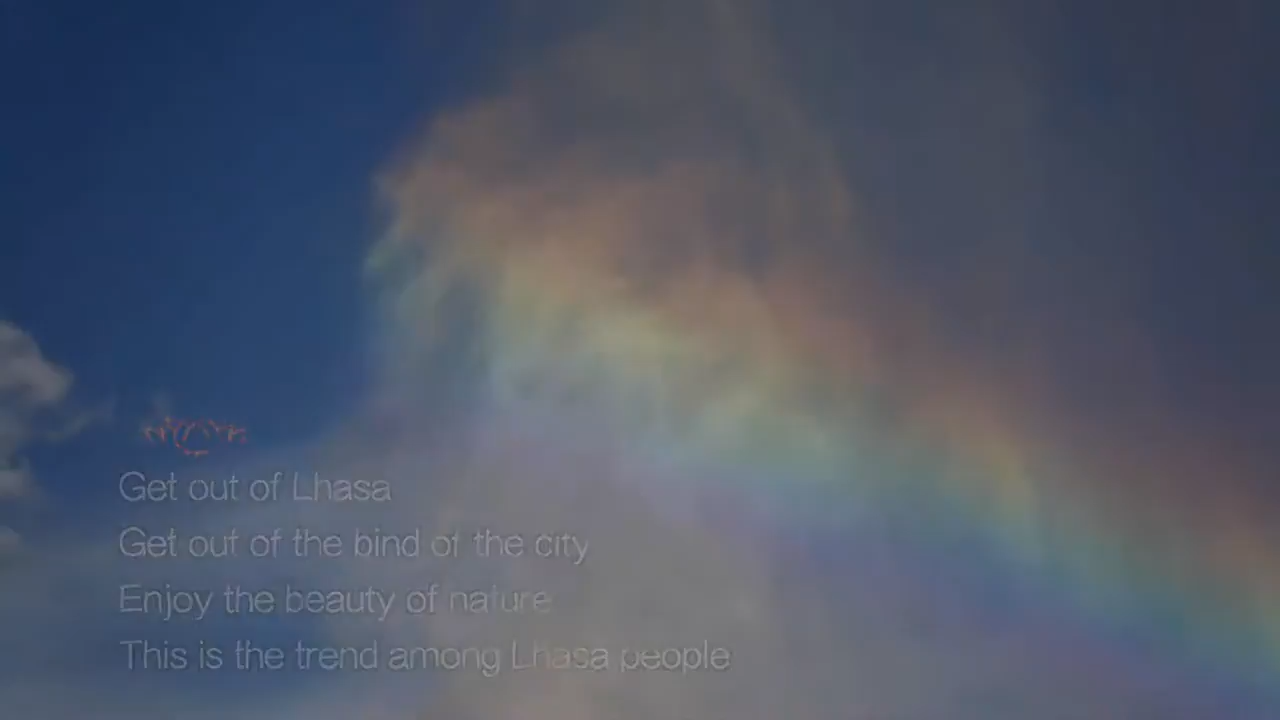 Get out of Lhasa
Get out of the bind of the city
Enjoy the beauty of nature
This is the trend among Lhasa people